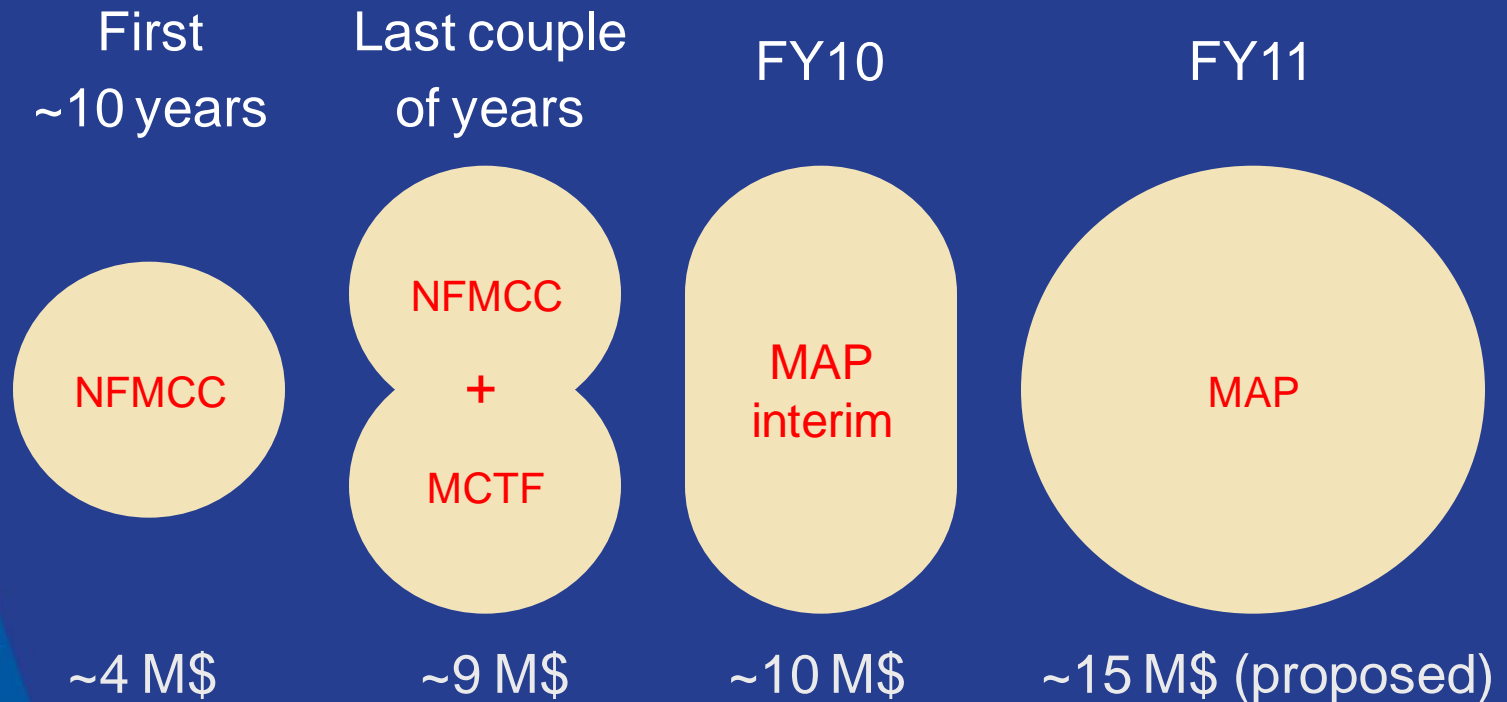 First
~10 years
Last couple
of years
FY10
FY11
NFMCC
NFMCC
+
MCTF
MAP
interim
MAP
~4 M$
~9 M$
~10 M$
~15 M$ (proposed)